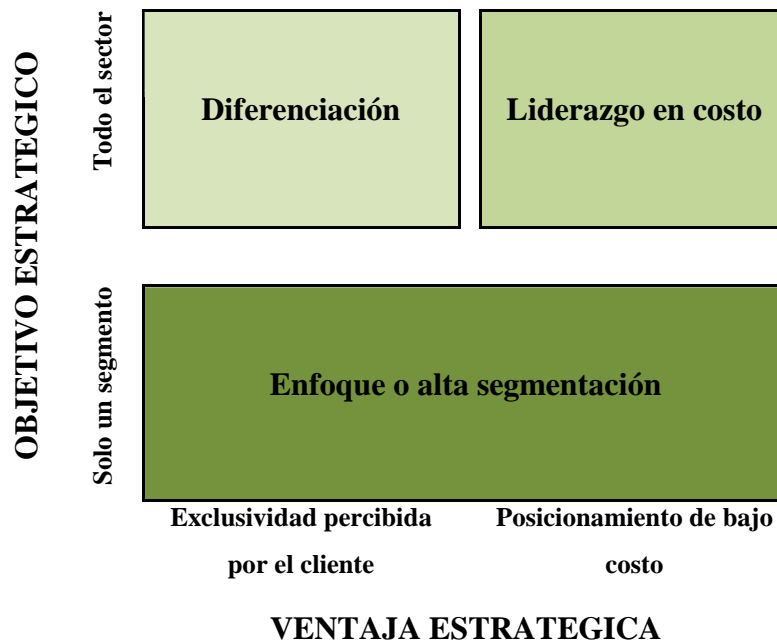 OBJETIVO ESTRATEGICO
Todo el sector
Diferenciación
Liderazgo en costo
Solo un segmento
Enfoque o alta segmentación
Exclusividad percibida
por el cliente
Posicionamiento de bajo
costo
VENTAJA ESTRATEGICA